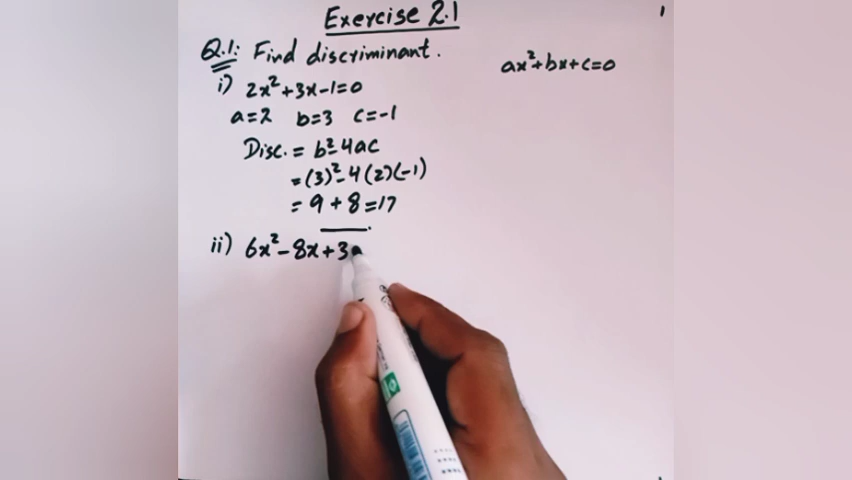 Exercise 2.1
Q.1: Find discriminant.
ax²+bx+c=0
i) 2x²+3x-1=0
a=2 b=3 c=-1
Disc. = b²-4ac
=(3)²-4(2)(-1)
= 9+8=17
ii) 6x²-8x+3